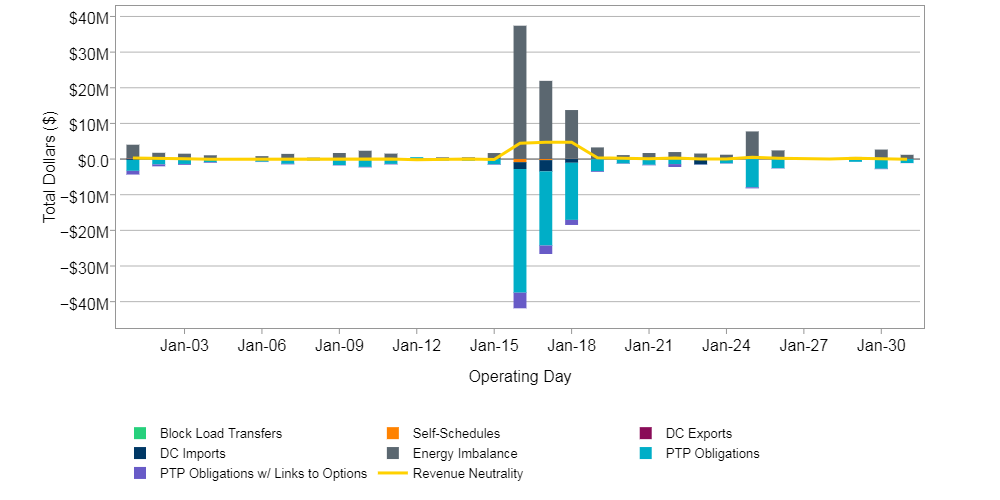 $40M
$30M
$20M
$10M
$0.0
−$10M
−$20M
−$30M
−$40M
Total Dollars ($)
Jan-03 Jan-06 Jan-09 Jan-12 Jan-15 Jan-18 Jan-21 Jan-24 Jan-27 Jan-30
Operating Day
Block Load Transfers Self-Schedules DC Exports
DC Imports Energy Imbalance PTP Obligations
PTP Obligations w/ Links to Options Revenue Neutrality